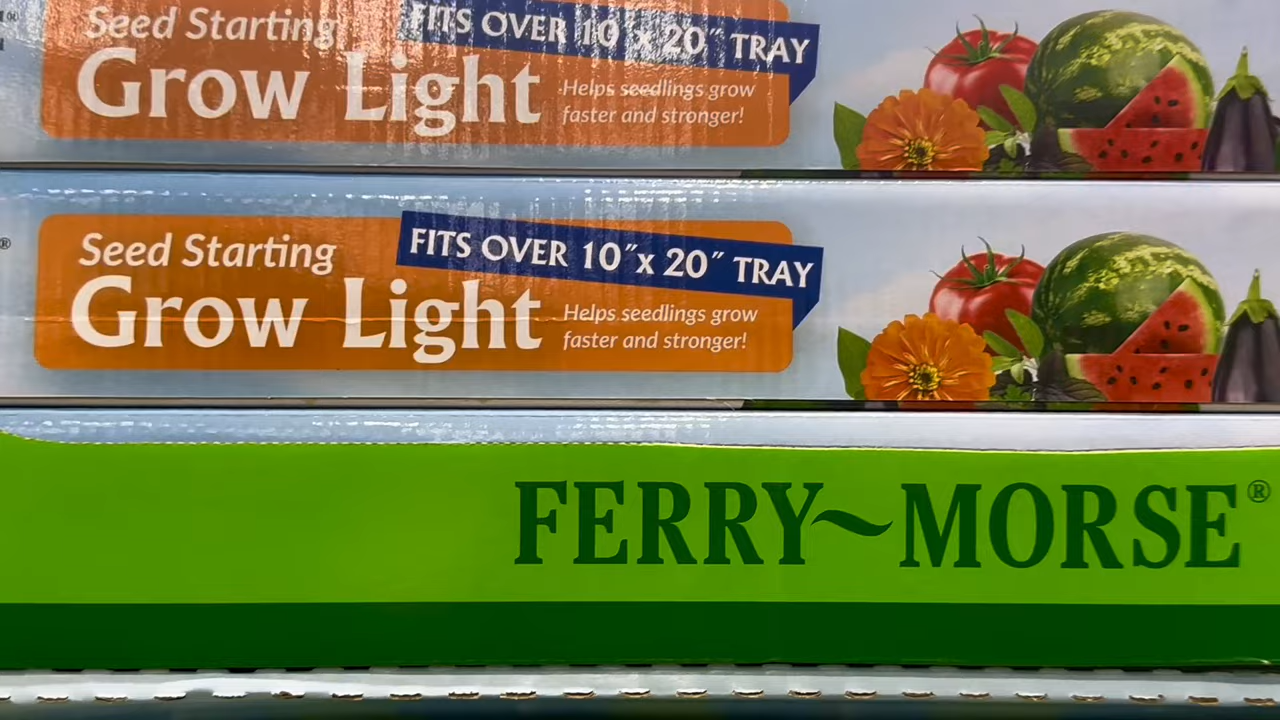 Seed Starting
FITS OVER 10" x 20" TRAY
Grow Light
Helps seedlings grow
faster and stronger!
®
Seed Starting
FITS OVER 10" x 20" TRAY
Grow Light
Helps seedlings grow
faster and stronger!
FERRY~MORSE®